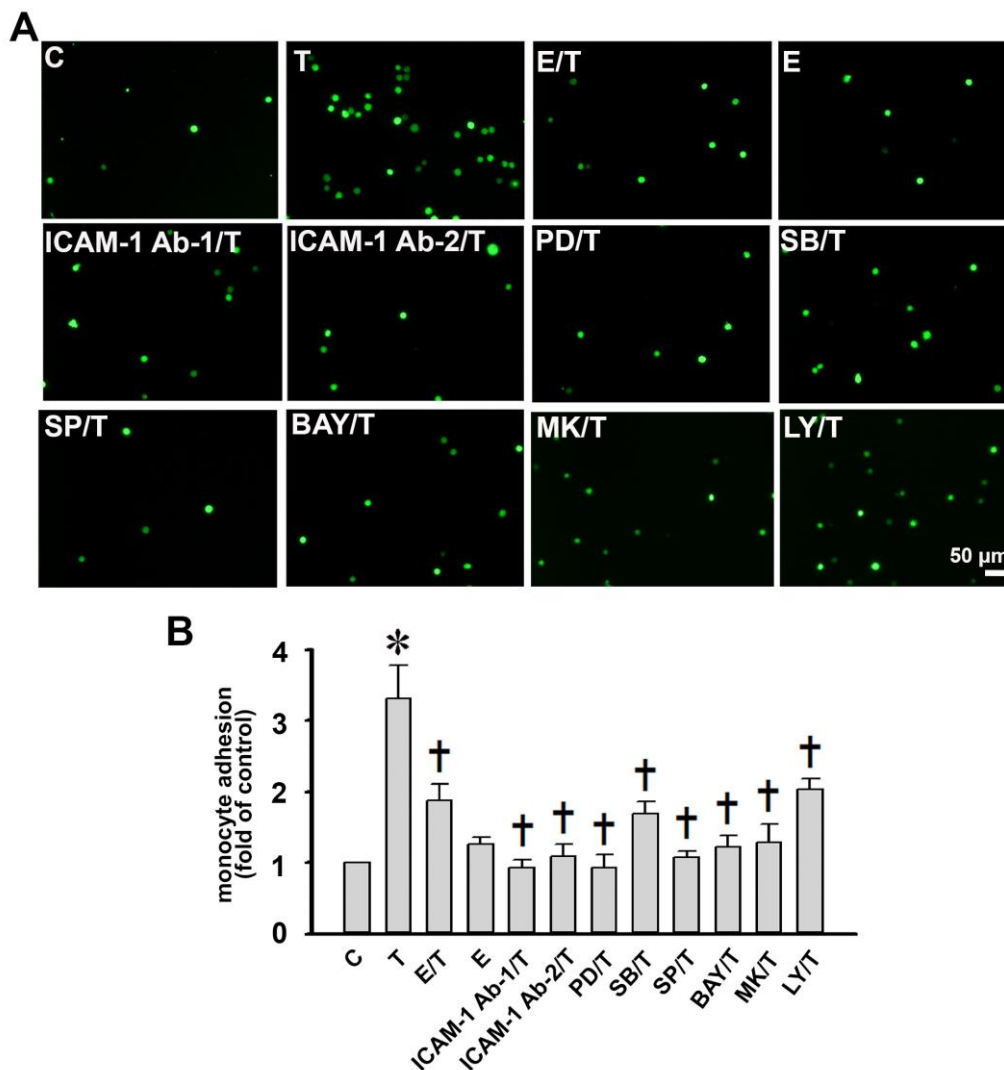 A
C
T
E/T
E
ICAM-1 Ab-1/T
ICAM-1 Ab-2/T
PD/T
SB/T
SP/T
BAY/T
MK/T
LY/T
50 μm
B
monocyte adhesion
(fold of control)
4
3
2
1
0
*
†
†
†
†
†
†
†
†
†
C
T
E/T
E
ICAM-1 Ab-1/T
ICAM-1 Ab-2/T
PD/T
SB/T
SP/T
BAY/T
MK/T
LY/T